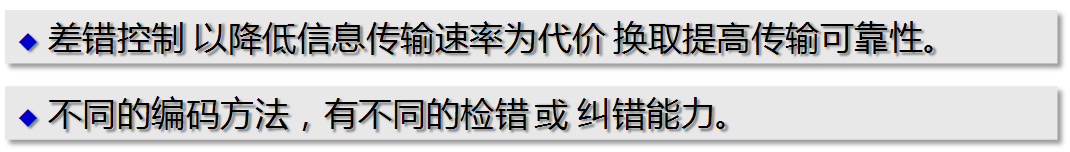 ◆ 差错控制 以降低信息传输速率为代价 换取提高传输可靠性。
◆ 不同的编码方法，有不同的检错 或 纠错能力。